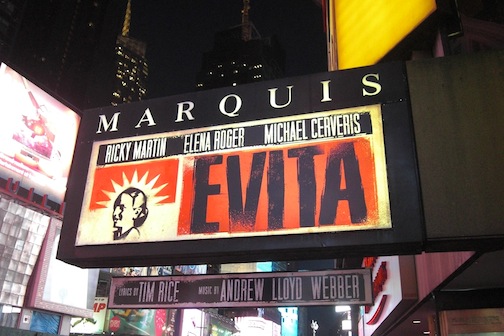 MARQUIS
RICKY MARTIN ELENA ROGER MICHAEL CERVERIS
EVITA
LYRICS BY TIM RICE MUSIC BY ANDREW LLOYD WEBBER